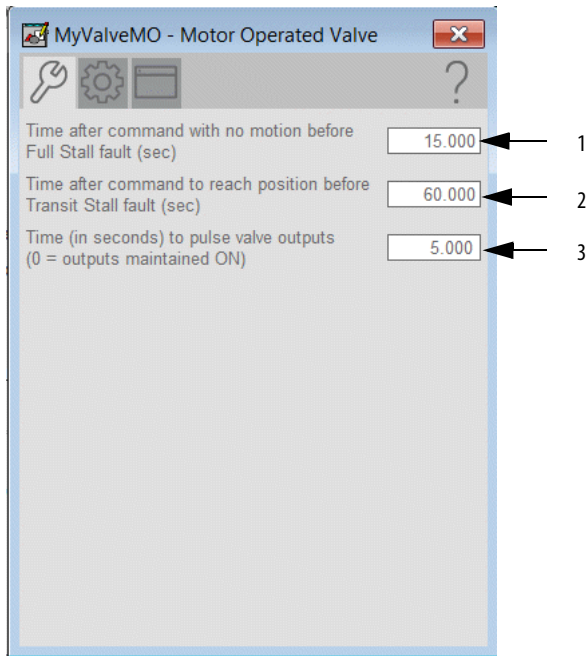 MyValveMO - Motor Operated Valve
?
Time after command with no motion before
Full Stall fault (sec)
15.000
1
Time after command to reach position before
Transit Stall fault (sec)
60.000
2
Time (in seconds) to pulse valve outputs
(0 = outputs maintained ON)
5.000
3